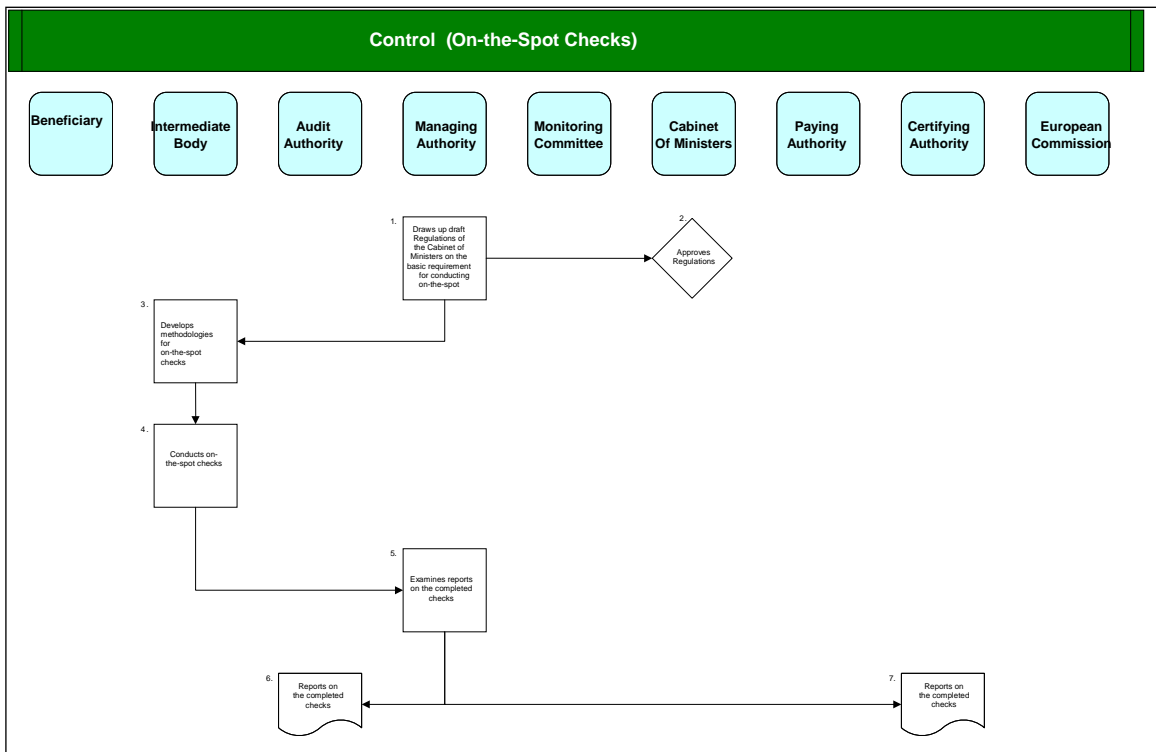 Control (On-the-Spot Checks)
Beneficiary
Intermediate
Body
Audit
Authority
Managing
Authority
Monitoring
Committee
Cabinet
Of Ministers
Paying
Authority
Certifying
Authority
European
Commission
1.
Draws up draft
Regulations of
the Cabinet of
Ministers on the
basic requirement
for conducting
on-the-spot
2.
Approves
Regulations
3.
Develops
methodologies
for
on-the-spot
checks
4.
Conducts on-
the-spot checks
5.
Examines reports
on the completed
checks
6.
Reports on
the completed
checks
7.
Reports on
the completed
checks